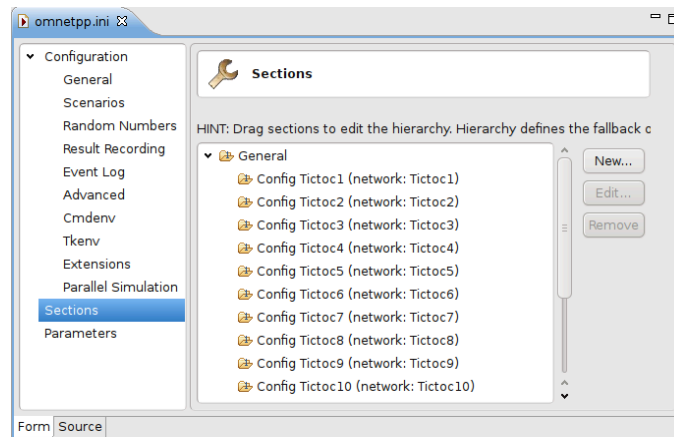 omnetpp.ini
Configuration
General
Scenarios
Random Numbers
Result Recording
Event Log
Advanced
Cmdenv
Tkenv
Extensions
Parallel Simulation
Sections
Parameters
Sections
HINT: Drag sections to edit the hierarchy. Hierarchy defines the fallback o
General
Config Tictoc1 (network: Tictoc1)
Config Tictoc2 (network: Tictoc2)
Config Tictoc3 (network: Tictoc3)
Config Tictoc4 (network: Tictoc4)
Config Tictoc5 (network: Tictoc5)
Config Tictoc6 (network: Tictoc6)
Config Tictoc7 (network: Tictoc7)
Config Tictoc8 (network: Tictoc8)
Config Tictoc9 (network: Tictoc9)
Config Tictoc10 (network: Tictoc10)
New...
Edit...
Remove
Form Source